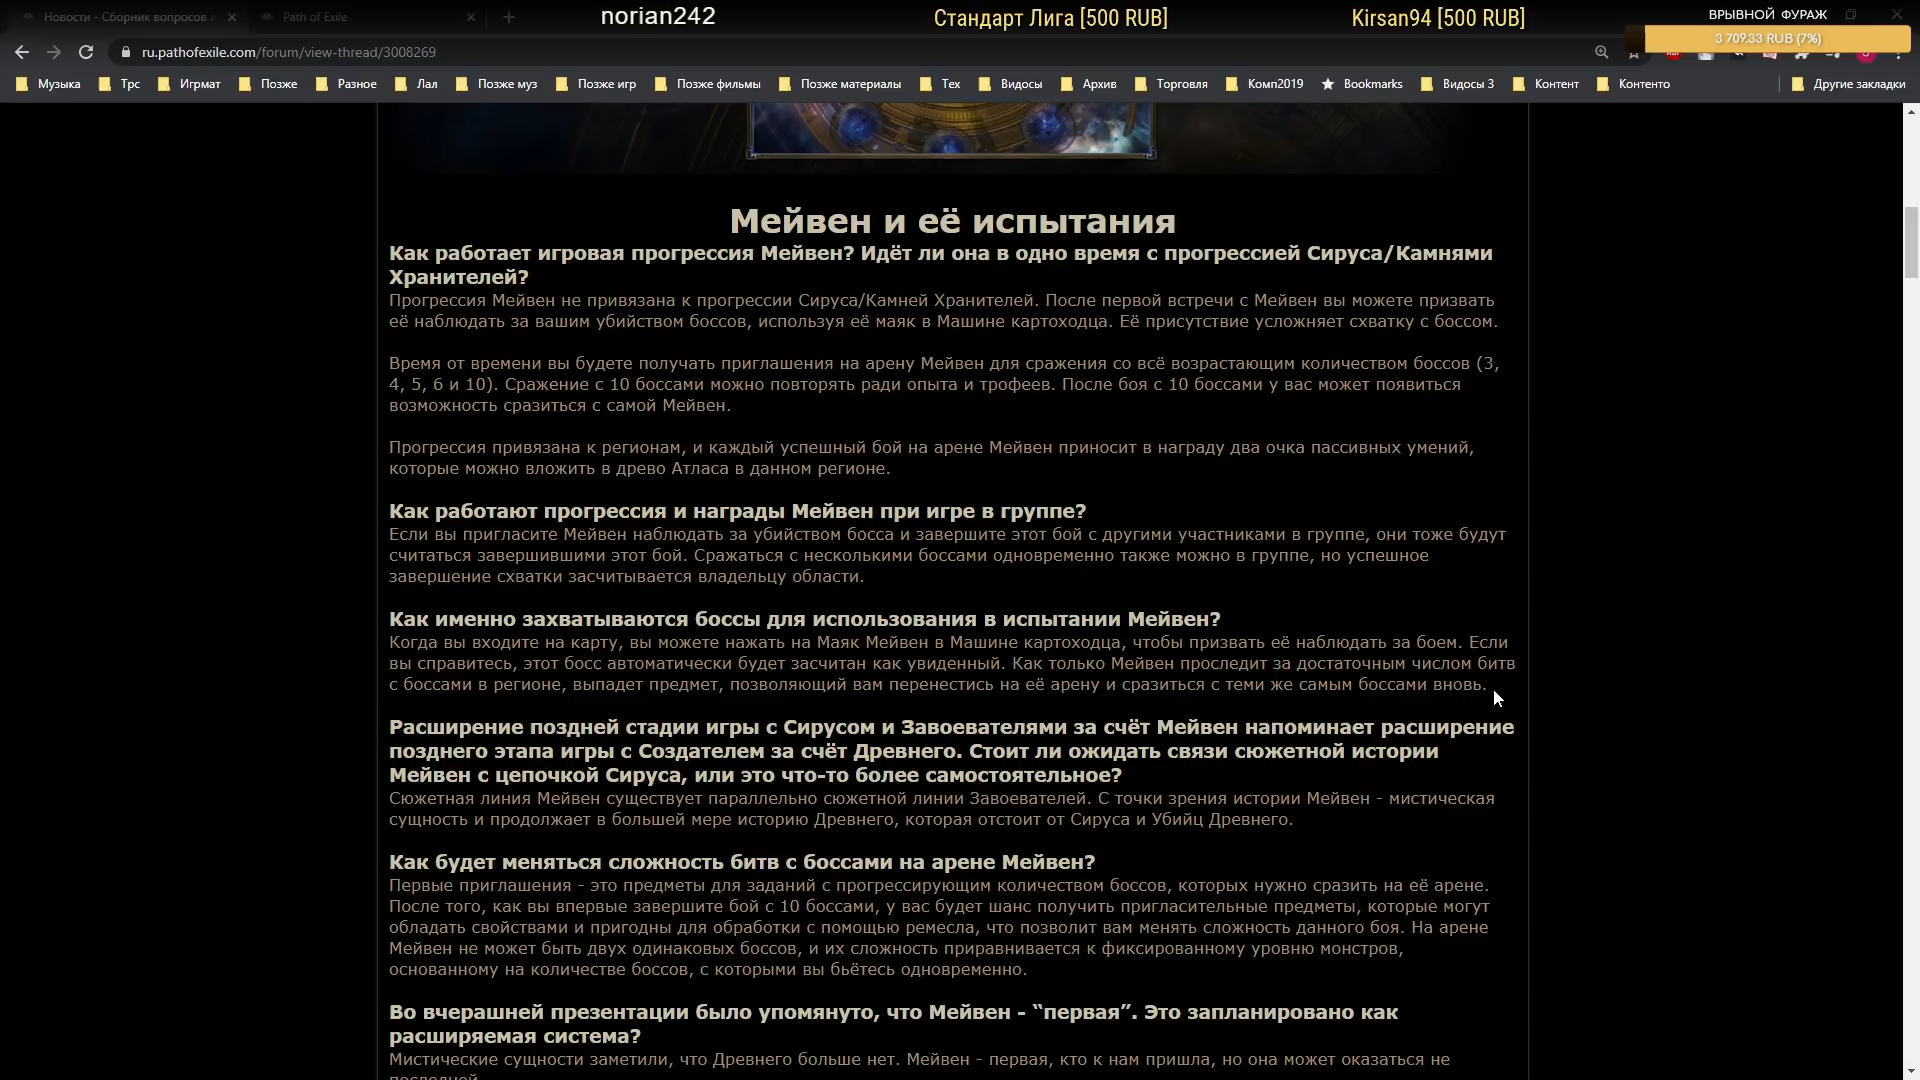 Новости - Сборник вопросов и
Path of Exile
norian242
Стандарт Лига [500 RUB]
Kirsan94 [500 RUB]
ВРЫВНОЙ ФУРАЖ
3 709.33 RUB (7%)
ru.pathofexile.com/forum/view-thread/3008269
Музыка Трс Игрмат Позже Разное Лал Позже муз Позже игр Позже фильмы Позже материалы Тех Видосы Архив Торговля Комп2019 Bookmarks Видосы 3 Контент Контенто Другие закладки
Мейвен и её испытания
Как работает игровая прогрессия Мейвен? Идёт ли она в одно время с прогрессией Сируса/Камнями
Хранителей?
Прогрессия Мейвен не привязана к прогрессии Сируса/Камней Хранителей. После первой встречи с Мейвен вы можете призвать
её наблюдать за вашим убийством боссов, используя её маяк в Машине картоходца. Её присутствие усложняет схватку с боссом.
Время от времени вы будете получать приглашения на арену Мейвен для сражения со всё возрастающим количеством боссов (3,
4, 5, 6 и 10). Сражение с 10 боссами можно повторять ради опыта и трофеев. После боя с 10 боссами у вас может появиться
возможность сразиться с самой Мейвен.
Прогрессия привязана к регионам, и каждый успешный бой на арене Мейвен приносит в награду два очка пассивных умений,
которые можно вложить в древо Атласа в данном регионе.
Как работают прогрессия и награды Мейвен при игре в группе?
Если вы пригласите Мейвен наблюдать за убийством босса и завершите этот бой с другими участниками в группе, они тоже будут
считаться завершившими этот бой. Сражаться с несколькими боссами одновременно также можно в группе, но успешное
завершение схватки засчитывается владельцу области.
Как именно захватываются боссы для использования в испытании Мейвен?
Когда вы входите на карту, вы можете нажать на Маяк Мейвен в Машине картоходца, чтобы призвать её наблюдать за боем. Если
вы справитесь, этот босс автоматически будет засчитан как увиденный. Как только Мейвен проследит за достаточным числом битв
с боссами в регионе, выпадет предмет, позволяющий вам перенестись на её арену и сразиться с теми же самым боссами вновь.
Расширение поздней стадии игры с Сирусом и Завоевателями за счёт Мейвен напоминает расширение
позднего этапа игры с Создателем за счёт Древнего. Стоит ли ожидать связи сюжетной истории
Мейвен с цепочкой Сируса, или это что-то более самостоятельное?
Сюжетная линия Мейвен существует параллельно сюжетной линии Завоевателей. С точки зрения истории Мейвен - мистическая
сущность и продолжает в большей мере историю Древнего, которая отстоит от Сируса и Убийц Древнего.
Как будет меняться сложность битв с боссами на арене Мейвен?
Первые приглашения - это предметы для заданий с прогрессирующим количеством боссов, которых нужно сразить на её арене.
После того, как вы впервые завершите бой с 10 боссами, у вас будет шанс получить пригласительные предметы, которые могут
обладать свойствами и пригодны для обработки с помощью ремесла, что позволит вам менять сложность данного боя. На арене
Мейвен не может быть двух одинаковых боссов, и их сложность приравнивается к фиксированному уровню монстров,
основанному на количестве боссов, с которыми вы бьётесь одновременно.
Во вчерашней презентации было упомянуто, что Мейвен - “первая”. Это запланировано как
расширяемая система?
Мистические сущности заметили, что Древнего больше нет. Мейвен - первая, кто к нам пришла, но она может оказаться не
последней.